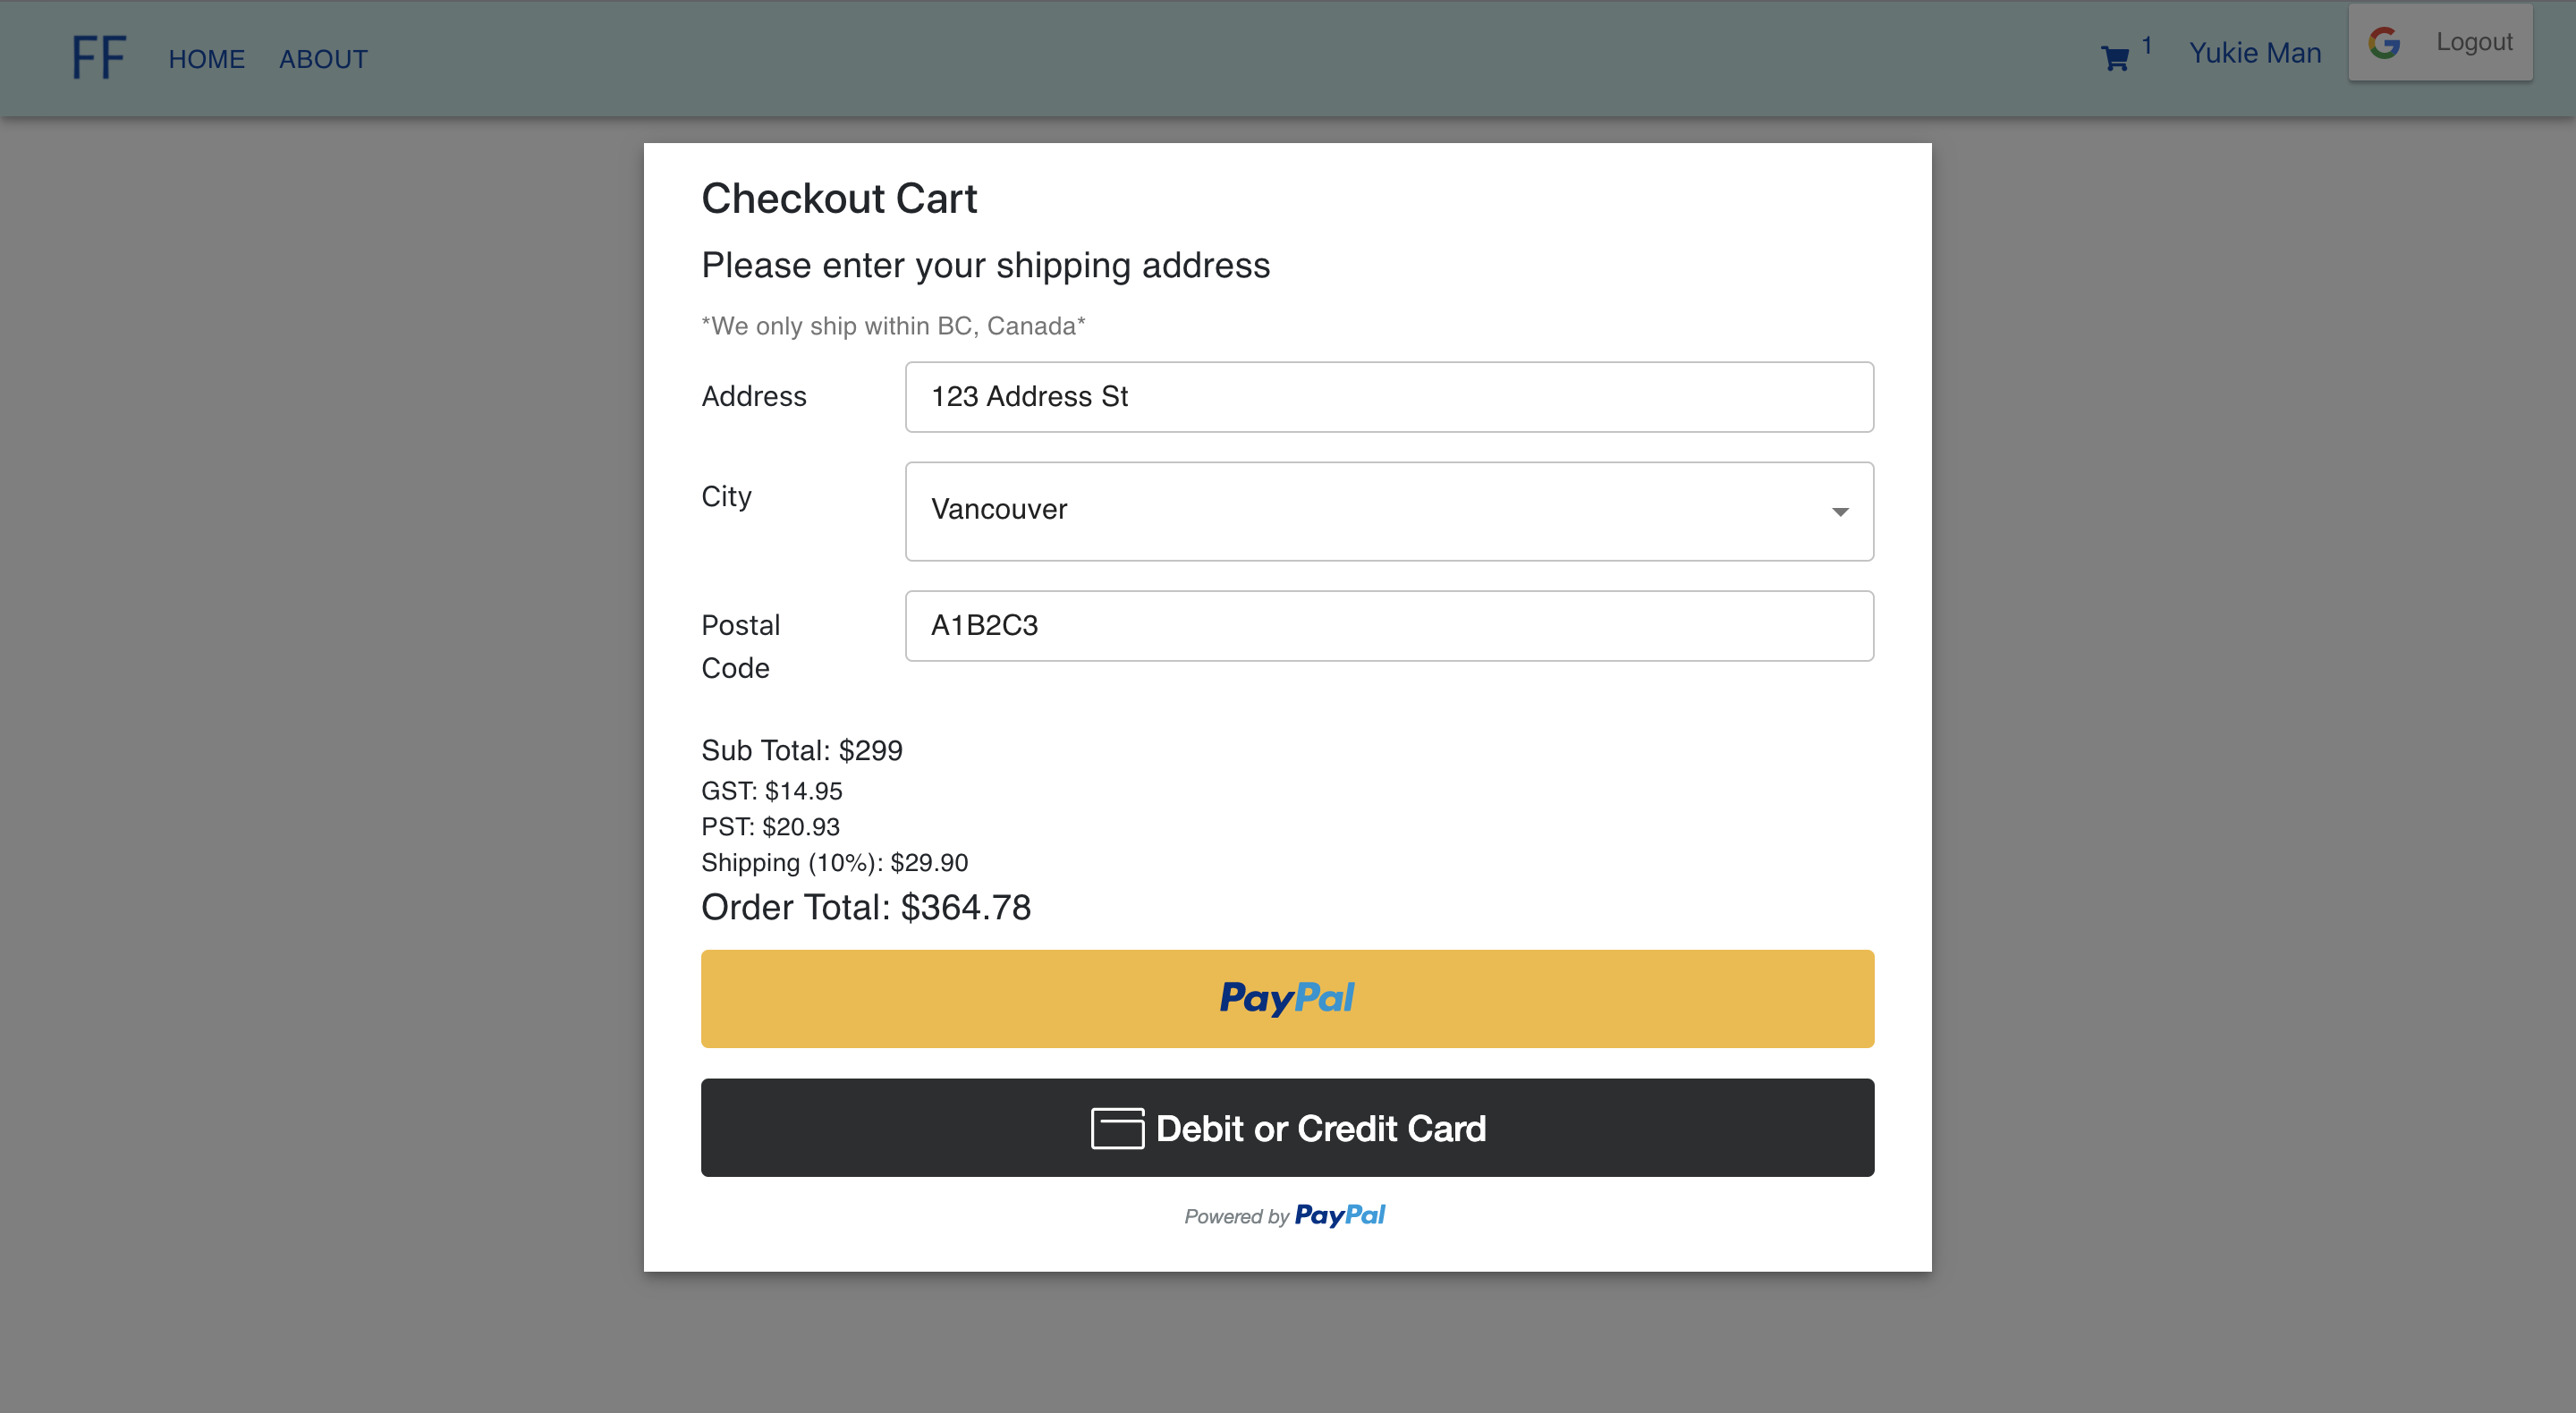 FF HOME ABOUT 1 Yukie Man Logout
Checkout Cart
Please enter your shipping address
*We only ship within BC, Canada*
Address 123 Address St
City Vancouver
Postal Code A1B2C3
Sub Total: $299
GST: $14.95
PST: $20.93
Shipping (10%): $29.90
Order Total: $364.78
PayPal
Debit or Credit Card
Powered by PayPal